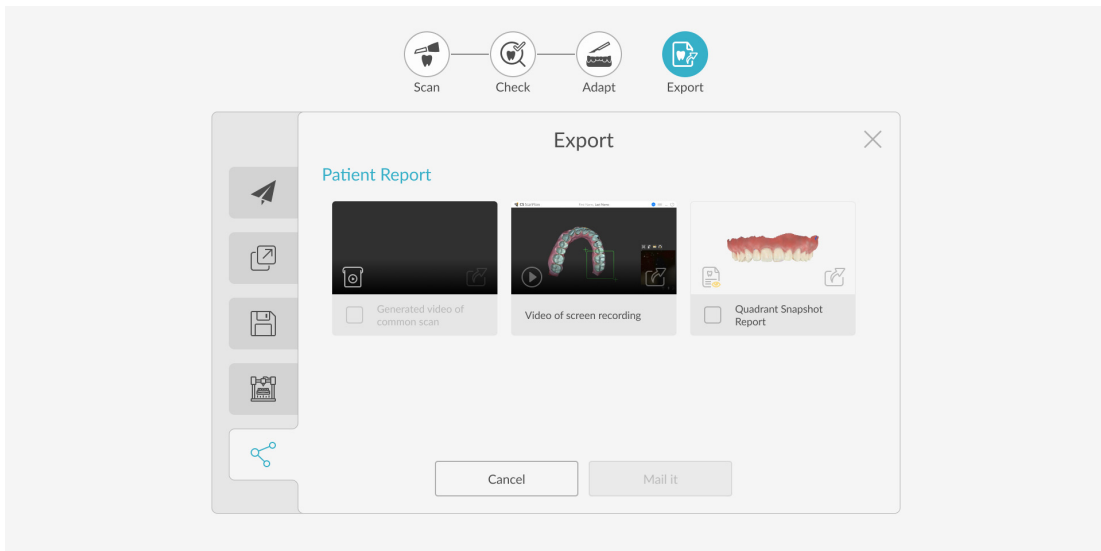 Scan
Check
Adapt
Export
Export
Patient Report
Generated video of
common scan
Video of screen recording
Quadrant Snapshot
Report
Cancel
Mail it